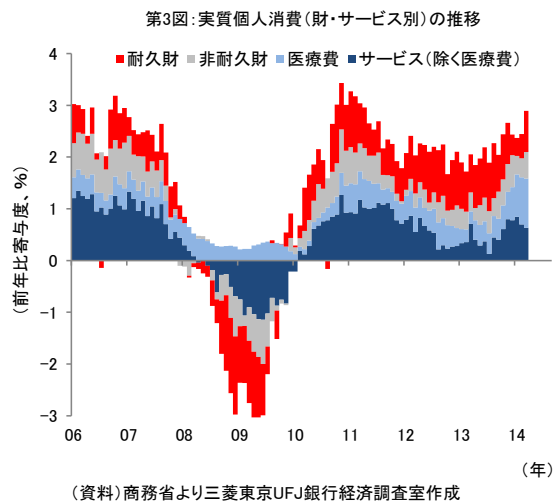 第3図：実質個人消費（財・サービス別）の推移
4
■耐久財 ■非耐久財 ■医療費 ■サービス（除く医療費）
3
2
1
0
-1
-2
-3
（前年比寄与度、%）
06 07 08 09 10 11 12 13 14
（年）
（資料）商務省より三菱東京UFJ銀行経済調査室作成